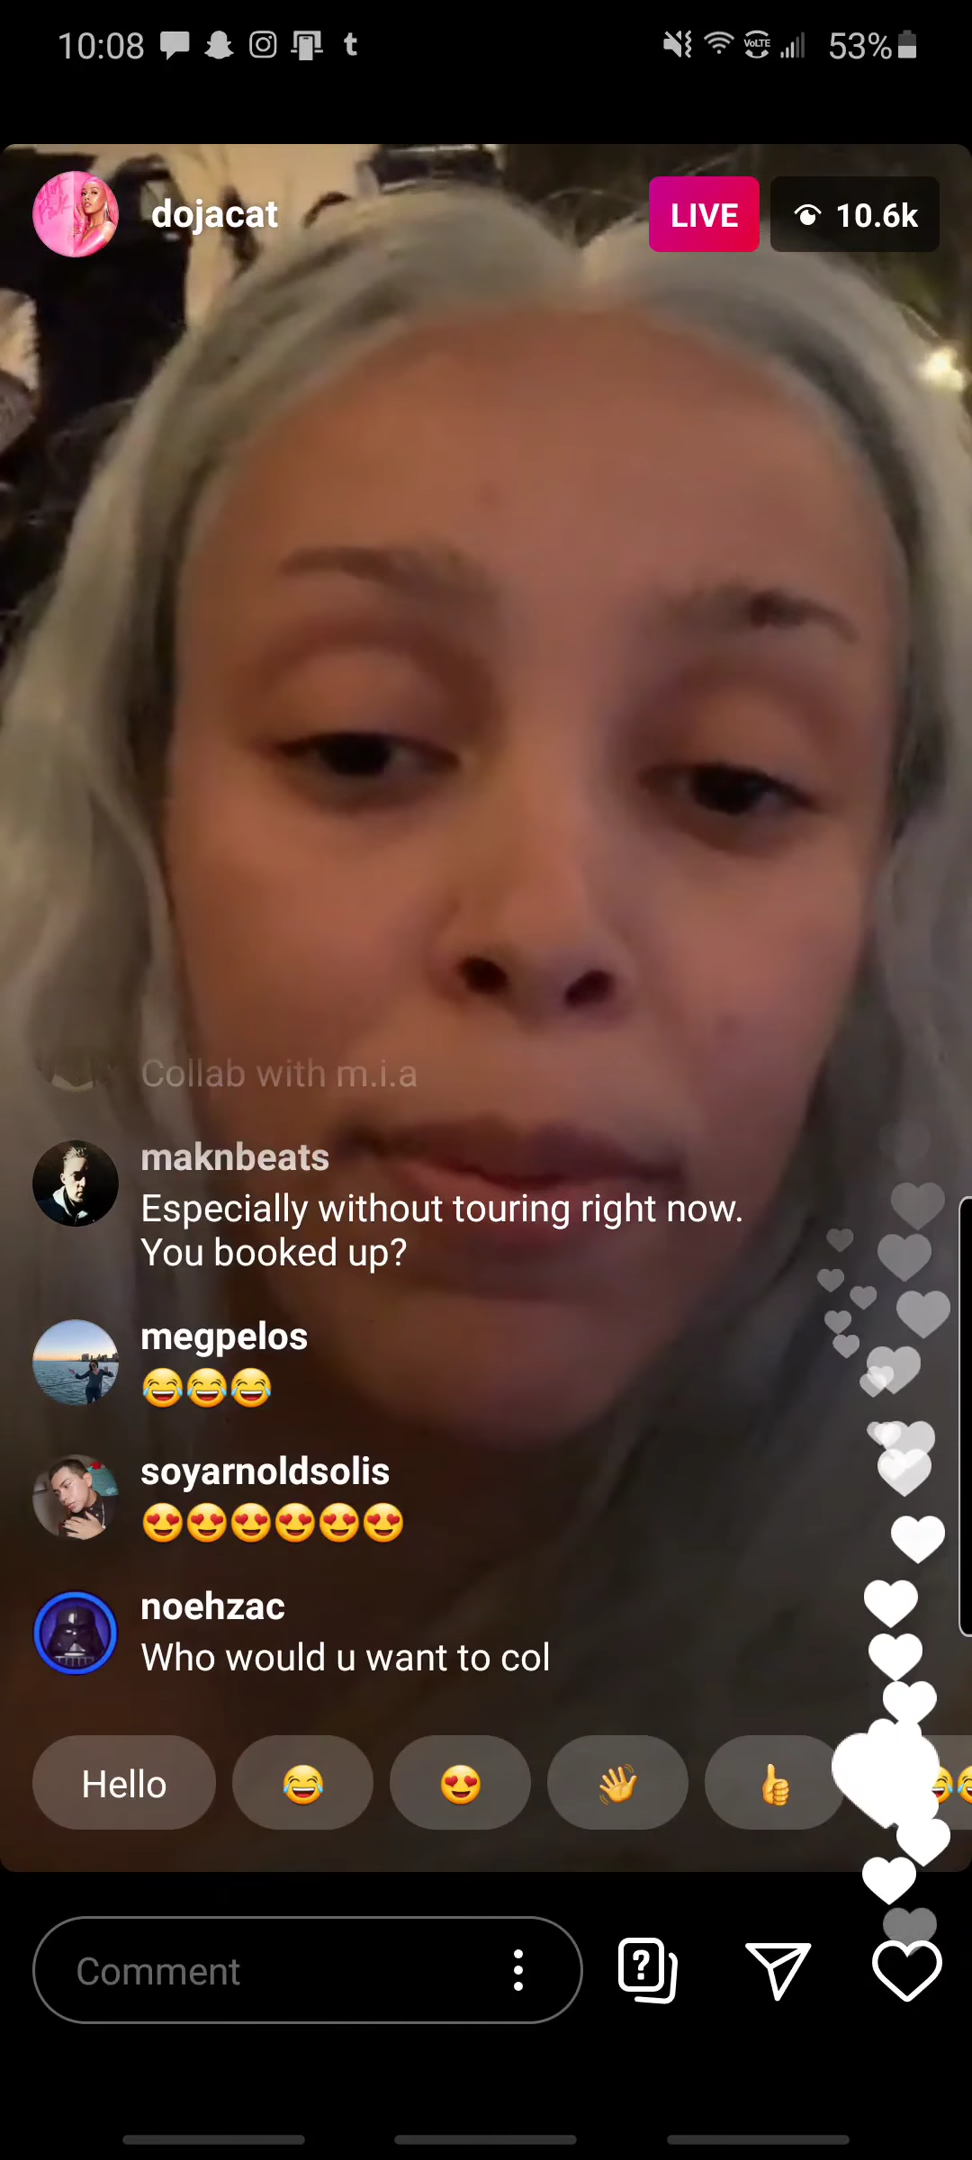 10:08
t
VoLTE
53%
dojacat
LIVE
10.6k
Collab with m.i.a
maknbeats
Especially without touring right now.
You booked up?
megpelos
😂😂😂
soyarnoldsolis
😍😍😍😍😍😍
noehzac
Who would u want to col
Hello
Comment
?